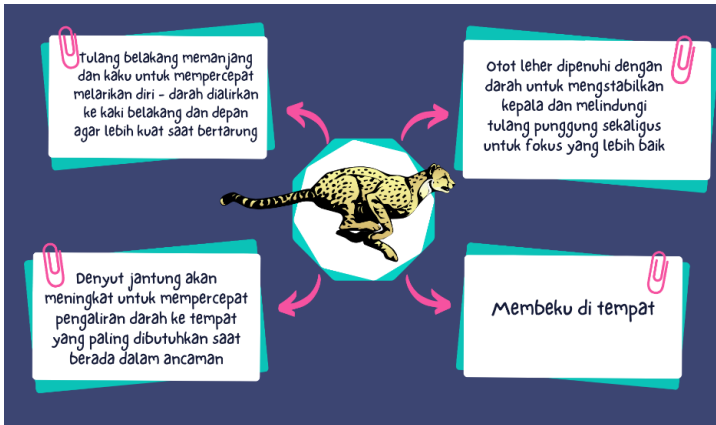 Tulang belakang memanjang
dan kaku untuk mempercepat
melarikan diri - darah dialirkan
ke kaki belakang dan depan
agar lebih kuat saat bertarung
Otot leher dipenuhi dengan
darah untuk mengstabilkan
kepala dan melindungi
tulang punggung sekaligus
untuk fokus yang lebih baik
Denyut jantung akan
meningkat untuk mempercepat
pengaliran darah ke tempat
yang paling dibutuhkan saat
berada dalam ancaman
Membeku di tempat